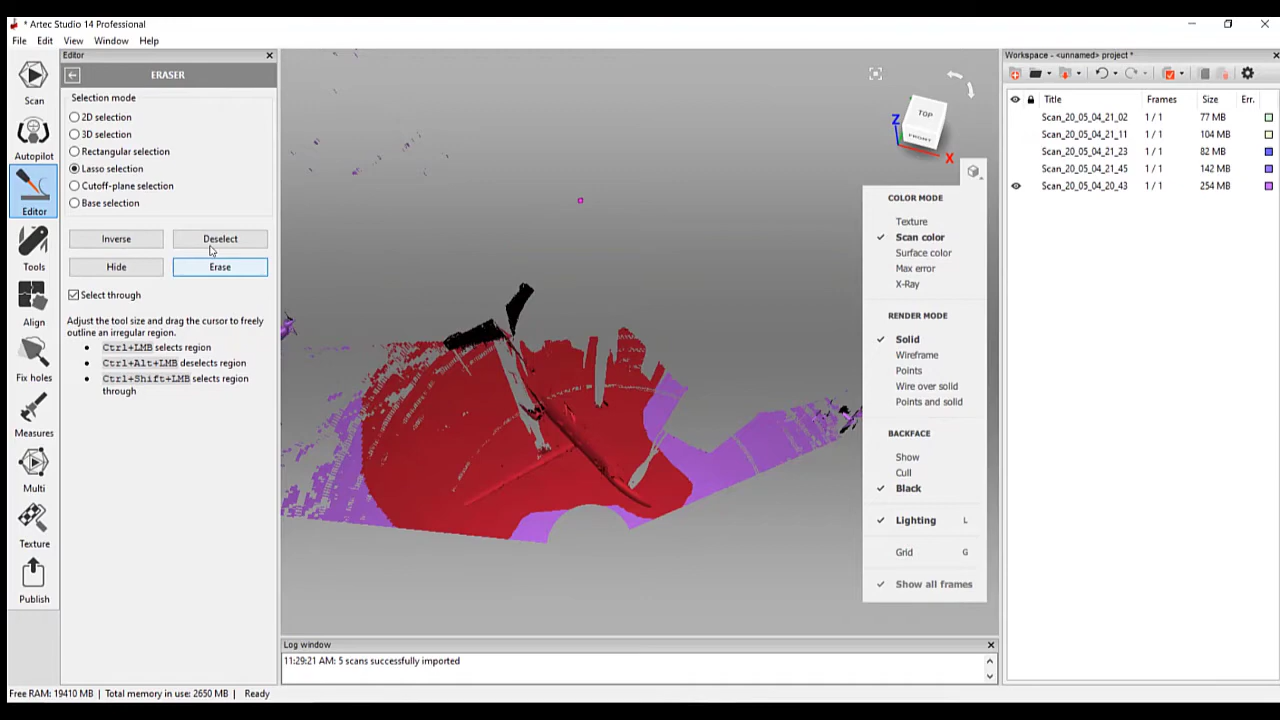 * Artec Studio 14 Professional
File Edit View Window Help
Editor
ERASER
Selection mode
2D selection
3D selection
Rectangular selection
Lasso selection
Cutoff-plane selection
Base selection
Inverse
Deselect
Hide
Erase
Select through
Adjust the tool size and drag the cursor to freely
outline an irregular region.
Ctrl+LMB selects region
Ctrl+Alt+LMB deselects region
Ctrl+Shift+LMB selects region
through
Scan
Autopilot
Editor
Tools
Align
Fix holes
Measures
Multi
Texture
Publish
TOP
FRONT
Z
X
COLOR MODE
Texture
Scan color
Surface color
Max error
X-Ray
RENDER MODE
Solid
Wireframe
Points
Wire over solid
Points and solid
BACKFACE
Show
Cull
Black
Lighting L
Grid G
Show all frames
Workspace - <unnamed> project *
Title Frames Size Err.
Scan_20_05_04_21_02 1 / 1 77 MB
Scan_20_05_04_21_11 1 / 1 104 MB
Scan_20_05_04_21_23 1 / 1 82 MB
Scan_20_05_04_21_45 1 / 1 142 MB
Scan_20_05_04_20_43 1 / 1 254 MB
Log window
11:29:21 AM: 5 scans successfully imported
Free RAM: 19410 MB | Total memory in use: 2650 MB | Ready